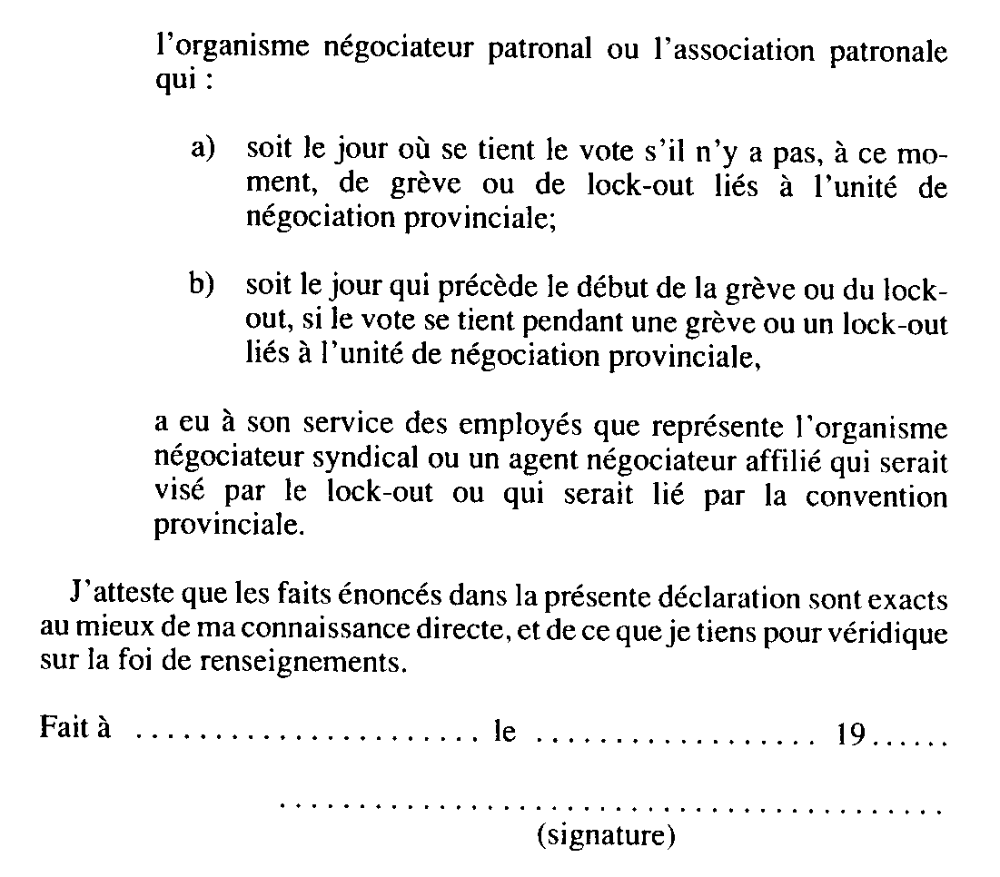 l'organisme négociateur patronal ou l'association patronale
qui :
a) soit le jour où se tient le vote s'il n'y a pas, à ce mo-
ment, de grève ou de lock-out liés à l'unité de
négociation provinciale;
b) soit le jour qui précède le début de la grève ou du lock-
out, si le vote se tient pendant une grève ou un lock-out
liés à l'unité de négociation provinciale,
a eu à son service des employés que représente l'organisme
négociateur syndical ou un agent négociateur affilié qui serait
visé par le lock-out ou qui serait lié par la convention
provinciale.
J'atteste que les faits énoncés dans la présente déclaration sont exacts
au mieux de ma connaissance directe, et de ce que je tiens pour véridique
sur la foi de renseignements.
Fait à ...................... le .................. 19......
...........................................
(signature)